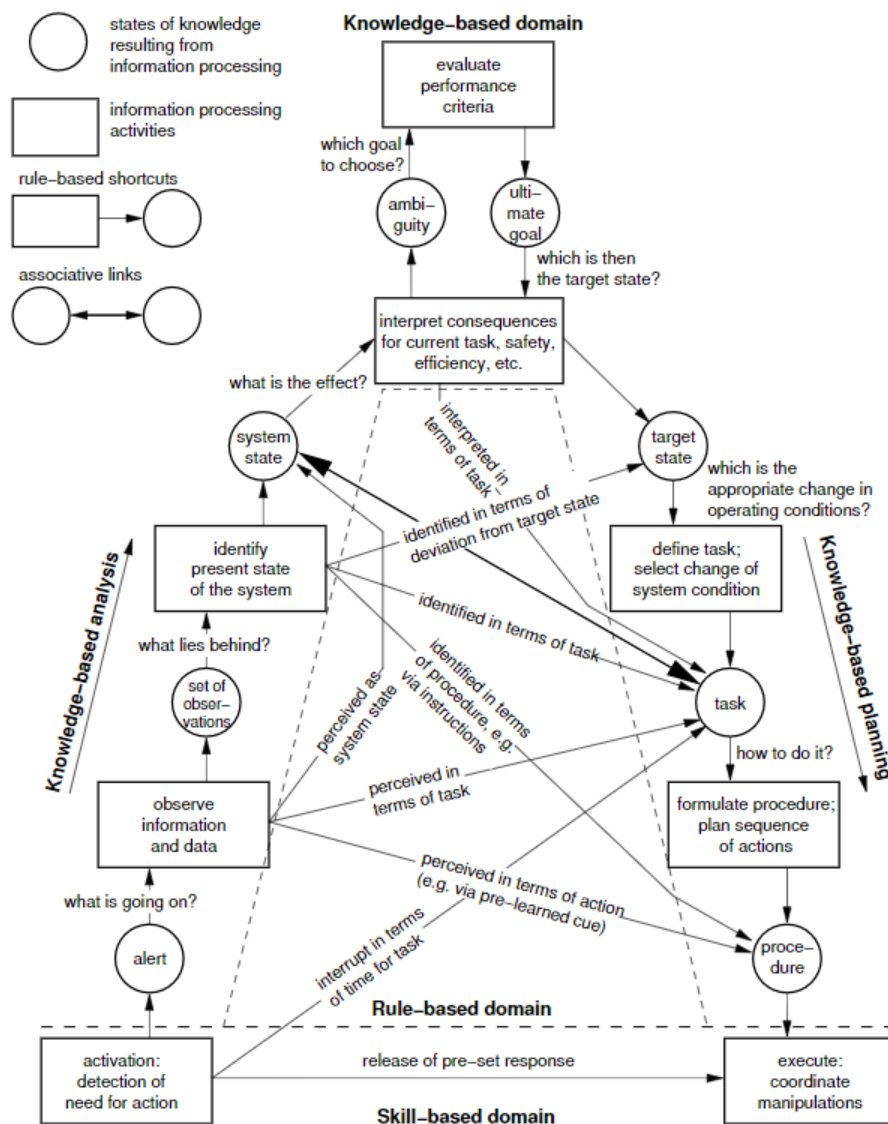 states of knowledge
resulting from
information processing
information processing
activities
rule–based shortcuts
associative links
Knowledge–based domain
evaluate
performance
criteria
which goal
to choose?
ambi–
guity
ulti–
mate
goal
which is then
the target state?
interpret consequences
for current task, safety,
efficiency, etc.
what is the effect?
system
state
interpreted in
terms of task
target
state
which is the
appropriate change in
operating conditions?
identified in terms of
deviation from target state
identify
present state
of the system
define task;
select change of
system condition
Knowledge–based analysis
Knowledge–based planning
what lies behind?
identified in terms
of task
set of
obser–
vations
perceived as
system state
identified in terms
of procedure, e.g.
via instructions
task
how to do it?
observe
information
and data
perceived in
terms of task
formulate procedure;
plan sequence
of actions
what is going on?
perceived in terms of action
(e.g. via pre–learned cue)
alert
interrupt in terms
of time for task
proce–
dure
Rule–based domain
activation:
detection of
need for action
release of pre–set response
execute:
coordinate
manipulations
Skill–based domain